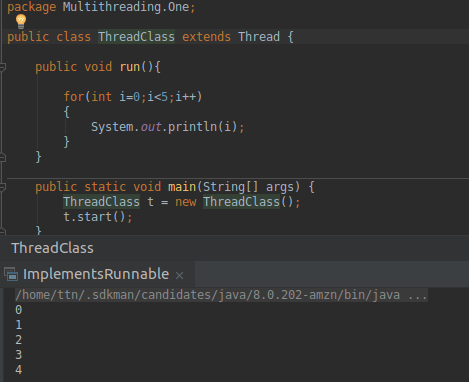 package Multithreading.One;
public class ThreadClass extends Thread {
public void run(){
for(int i=0;i<5;i++)
{
System.out.println(i);
}
}
public static void main(String[] args) {
ThreadClass t = new ThreadClass();
t.start();
}
ThreadClass
ImplementsRunnable ×
/home/ttn/.sdkman/candidates/java/8.0.202-amzn/bin/java ...
0
1
2
3
4